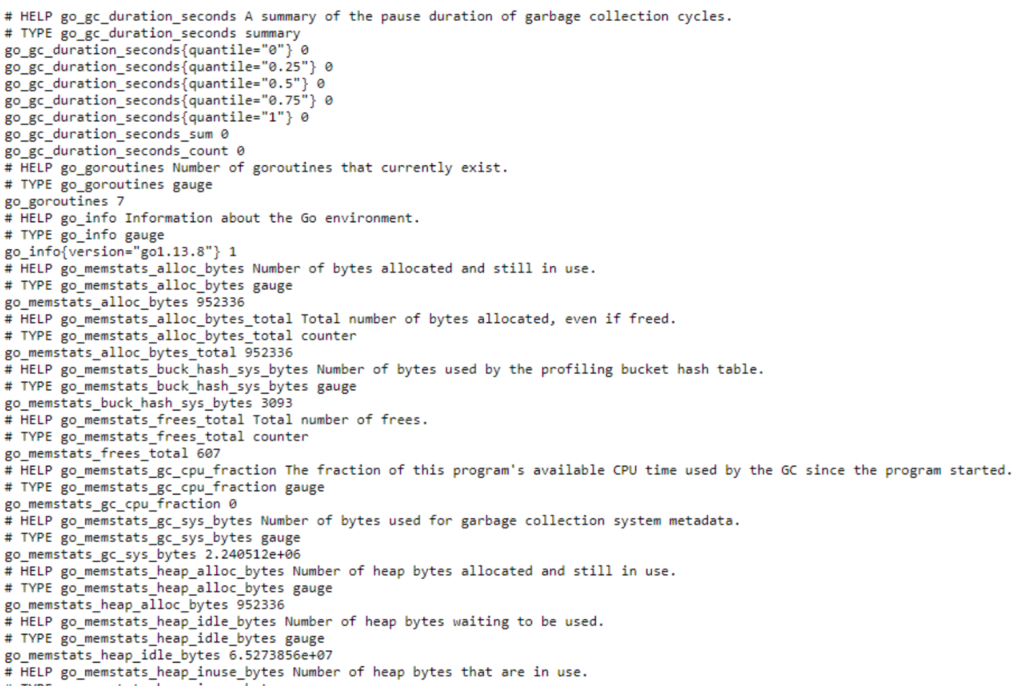 # HELP go_gc_duration_seconds A summary of the pause duration of garbage collection cycles.
# TYPE go_gc_duration_seconds summary
go_gc_duration_seconds{quantile="0"} 0
go_gc_duration_seconds{quantile="0.25"} 0
go_gc_duration_seconds{quantile="0.5"} 0
go_gc_duration_seconds{quantile="0.75"} 0
go_gc_duration_seconds{quantile="1"} 0
go_gc_duration_seconds_sum 0
go_gc_duration_seconds_count 0
# HELP go_goroutines Number of goroutines that currently exist.
# TYPE go_goroutines gauge
go_goroutines 7
# HELP go_info Information about the Go environment.
# TYPE go_info gauge
go_info{version="go1.13.8"} 1
# HELP go_memstats_alloc_bytes Number of bytes allocated and still in use.
# TYPE go_memstats_alloc_bytes gauge
go_memstats_alloc_bytes 952336
# HELP go_memstats_alloc_bytes_total Total number of bytes allocated, even if freed.
# TYPE go_memstats_alloc_bytes_total counter
go_memstats_alloc_bytes_total 952336
# HELP go_memstats_buck_hash_sys_bytes Number of bytes used by the profiling bucket hash table.
# TYPE go_memstats_buck_hash_sys_bytes gauge
go_memstats_buck_hash_sys_bytes 3093
# HELP go_memstats_frees_total Total number of frees.
# TYPE go_memstats_frees_total counter
go_memstats_frees_total 607
# HELP go_memstats_gc_cpu_fraction The fraction of this program's available CPU time used by the GC since the program started.
# TYPE go_memstats_gc_cpu_fraction gauge
go_memstats_gc_cpu_fraction 0
# HELP go_memstats_gc_sys_bytes Number of bytes used for garbage collection system metadata.
# TYPE go_memstats_gc_sys_bytes gauge
go_memstats_gc_sys_bytes 2.240512e+06
# HELP go_memstats_heap_alloc_bytes Number of heap bytes allocated and still in use.
# TYPE go_memstats_heap_alloc_bytes gauge
go_memstats_heap_alloc_bytes 952336
# HELP go_memstats_heap_idle_bytes Number of heap bytes waiting to be used.
# TYPE go_memstats_heap_idle_bytes gauge
go_memstats_heap_idle_bytes 6.5273856e+07
# HELP go_memstats_heap_inuse_bytes Number of heap bytes that are in use.